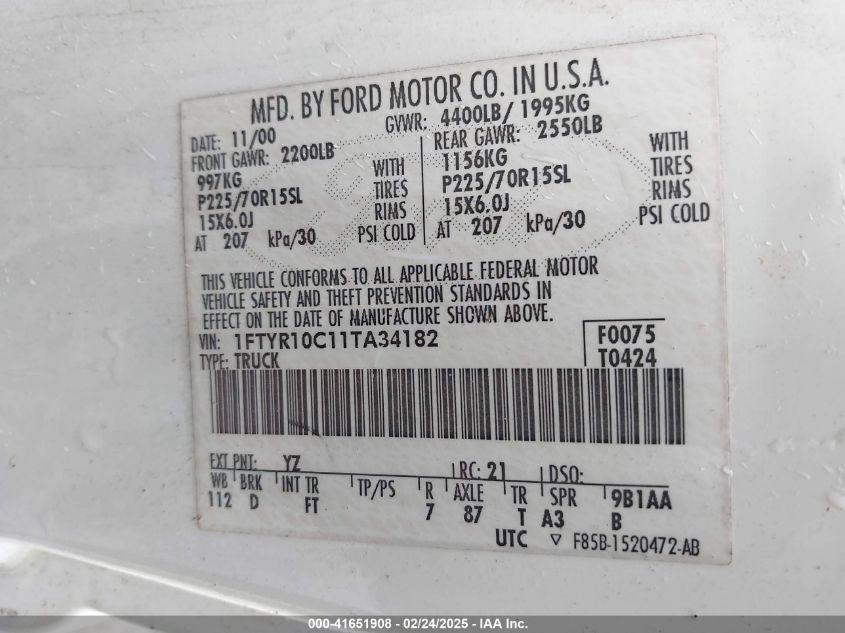 MFD. BY FORD MOTOR CO. IN U.S.A.
DATE: 11/00 GVWR: 4400LB/ 1995KG
FRONT GAWR: 2200LB REAR GAWR: 2550LB
997KG WITH 1156KG WITH
P225/70R15SL TIRES P225/70R15SL TIRES
15X6.0J RIMS 15X6.0J RIMS
AT 207 kPa/30 PSI COLD AT 207 kPa/30 PSI COLD
THIS VEHICLE CONFORMS TO ALL APPLICABLE FEDERAL MOTOR
VEHICLE SAFETY AND THEFT PREVENTION STANDARDS IN
EFFECT ON THE DATE OF MANUFACTURE SHOWN ABOVE.
VIN: 1FTYR10C11TA34182 F0075
TYPE: TRUCK T0424
EXT PNT: YZ RC: 21 DSO:
WB BRK INT TR TP/PS R AXLE TR SPR 9B1AA
112 D FT 7 87 T A3 B
UTC ▽ F85B-1520472-AB
000-41651908 - 02/24/2025 - IAA Inc.